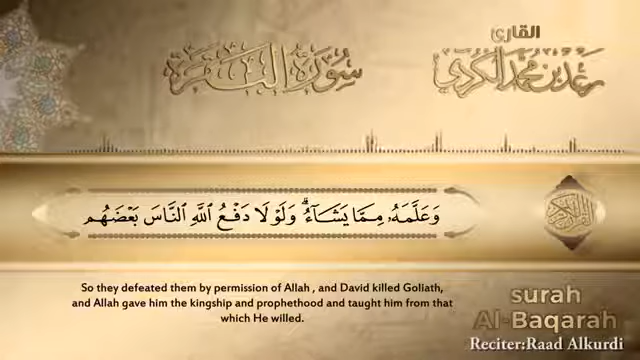 القارئ
سورة البقرة
رعد بن محمد الكردي
وَعَلَّمَهُۥ مِمَّا يَشَآءُۗ وَلَوْلَا دَفْعُ ٱللَّهِ ٱلنَّاسَ بَعْضَهُم
So they defeated them by permission of Allah , and David killed Goliath,
and Allah gave him the kingship and prophethood and taught him from that
which He willed.
surah
Al-Baqarah
Reciter:Raad Alkurdi